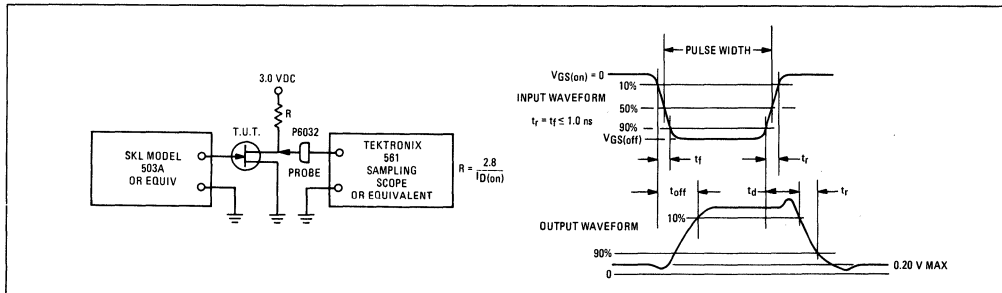 3.0 VDC
R
T.U.T.
P6032
PROBE
SKL MODEL
503A
OR EQUIV
TEKTRONIX
561
SAMPLING
SCOPE
OR EQUIVALENT
R = 2.8 / ID(on)
PULSE WIDTH
VGS(on) = 0
10%
INPUT WAVEFORM
50%
tr = tf ≤ 1.0 ns
90%
VGS(off)
tf
tr
toff
td
tr
10%
OUTPUT WAVEFORM
90%
0.20 V MAX
0